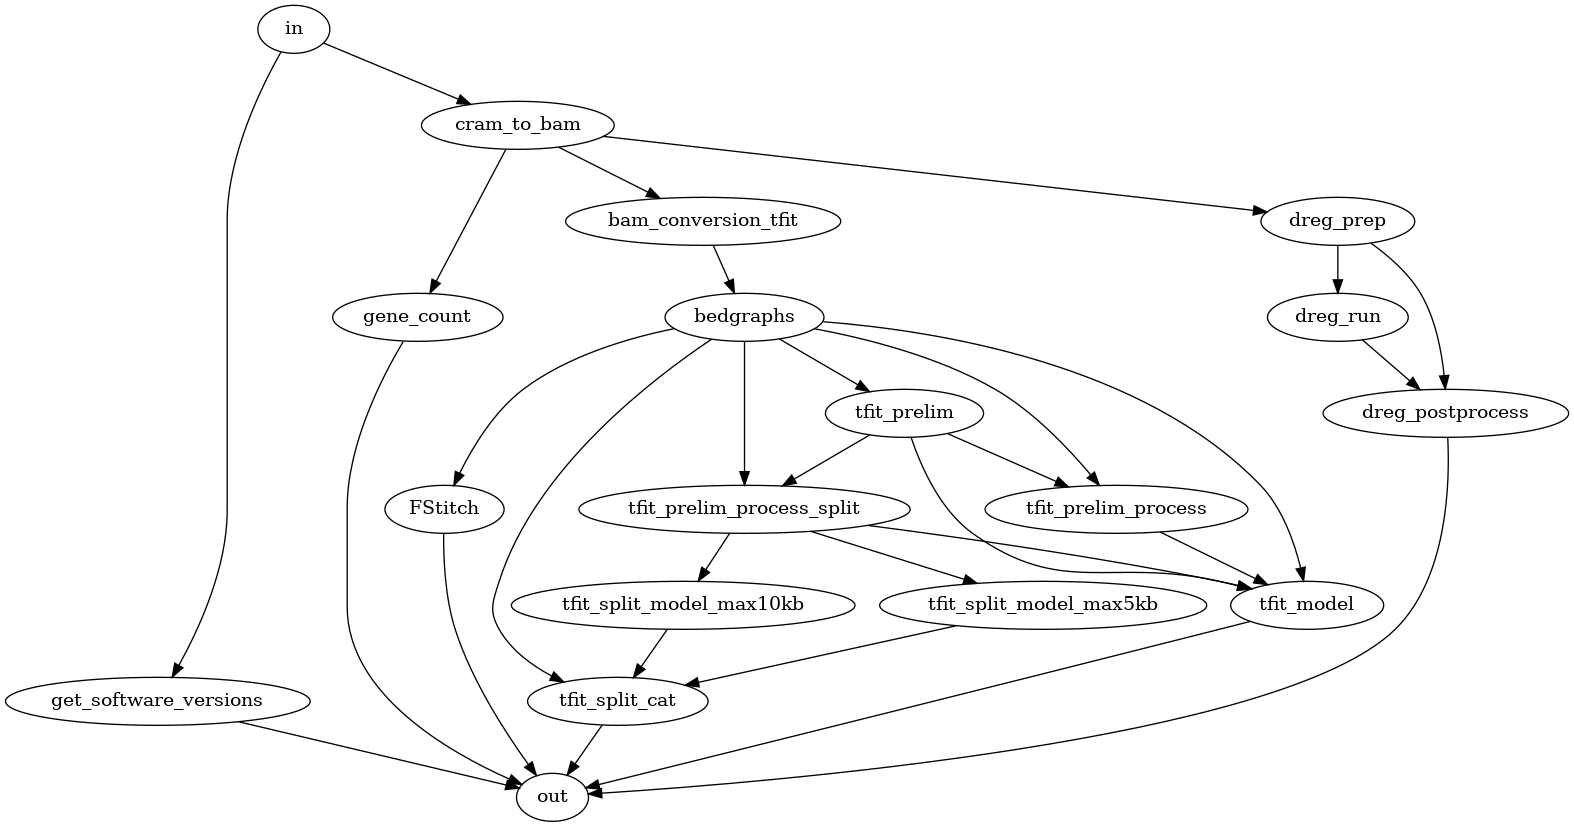 in
cram_to_bam
bam_conversion_tfit
dreg_prep
gene_count
bedgraphs
dreg_run
tfit_prelim
dreg_postprocess
FStitch
tfit_prelim_process_split
tfit_prelim_process
tfit_split_model_max10kb
tfit_split_model_max5kb
tfit_model
get_software_versions
tfit_split_cat
out